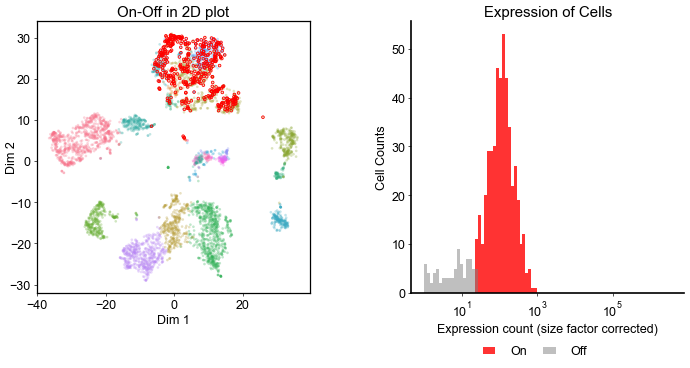 On-Off in 2D plot
Dim 2
30
20
10
0
−10
−20
−30
−40
−20
0
20
Dim 1
Expression of Cells
Cell Counts
50
40
30
20
10
0
10^1
10^3
10^5
Expression count (size factor corrected)
On
Off